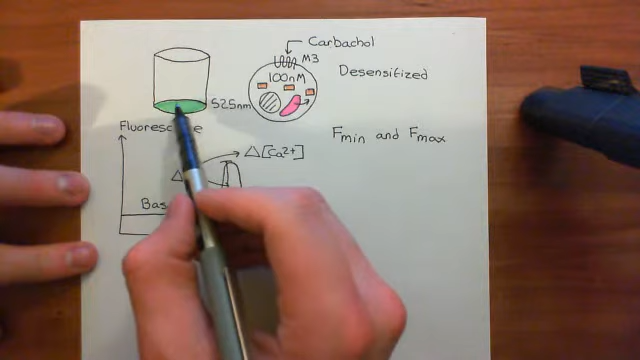 Carbachol
M3
100nM
Desensitized
525nm
Fmin and Fmax
Δ[Ca2+]
Δ